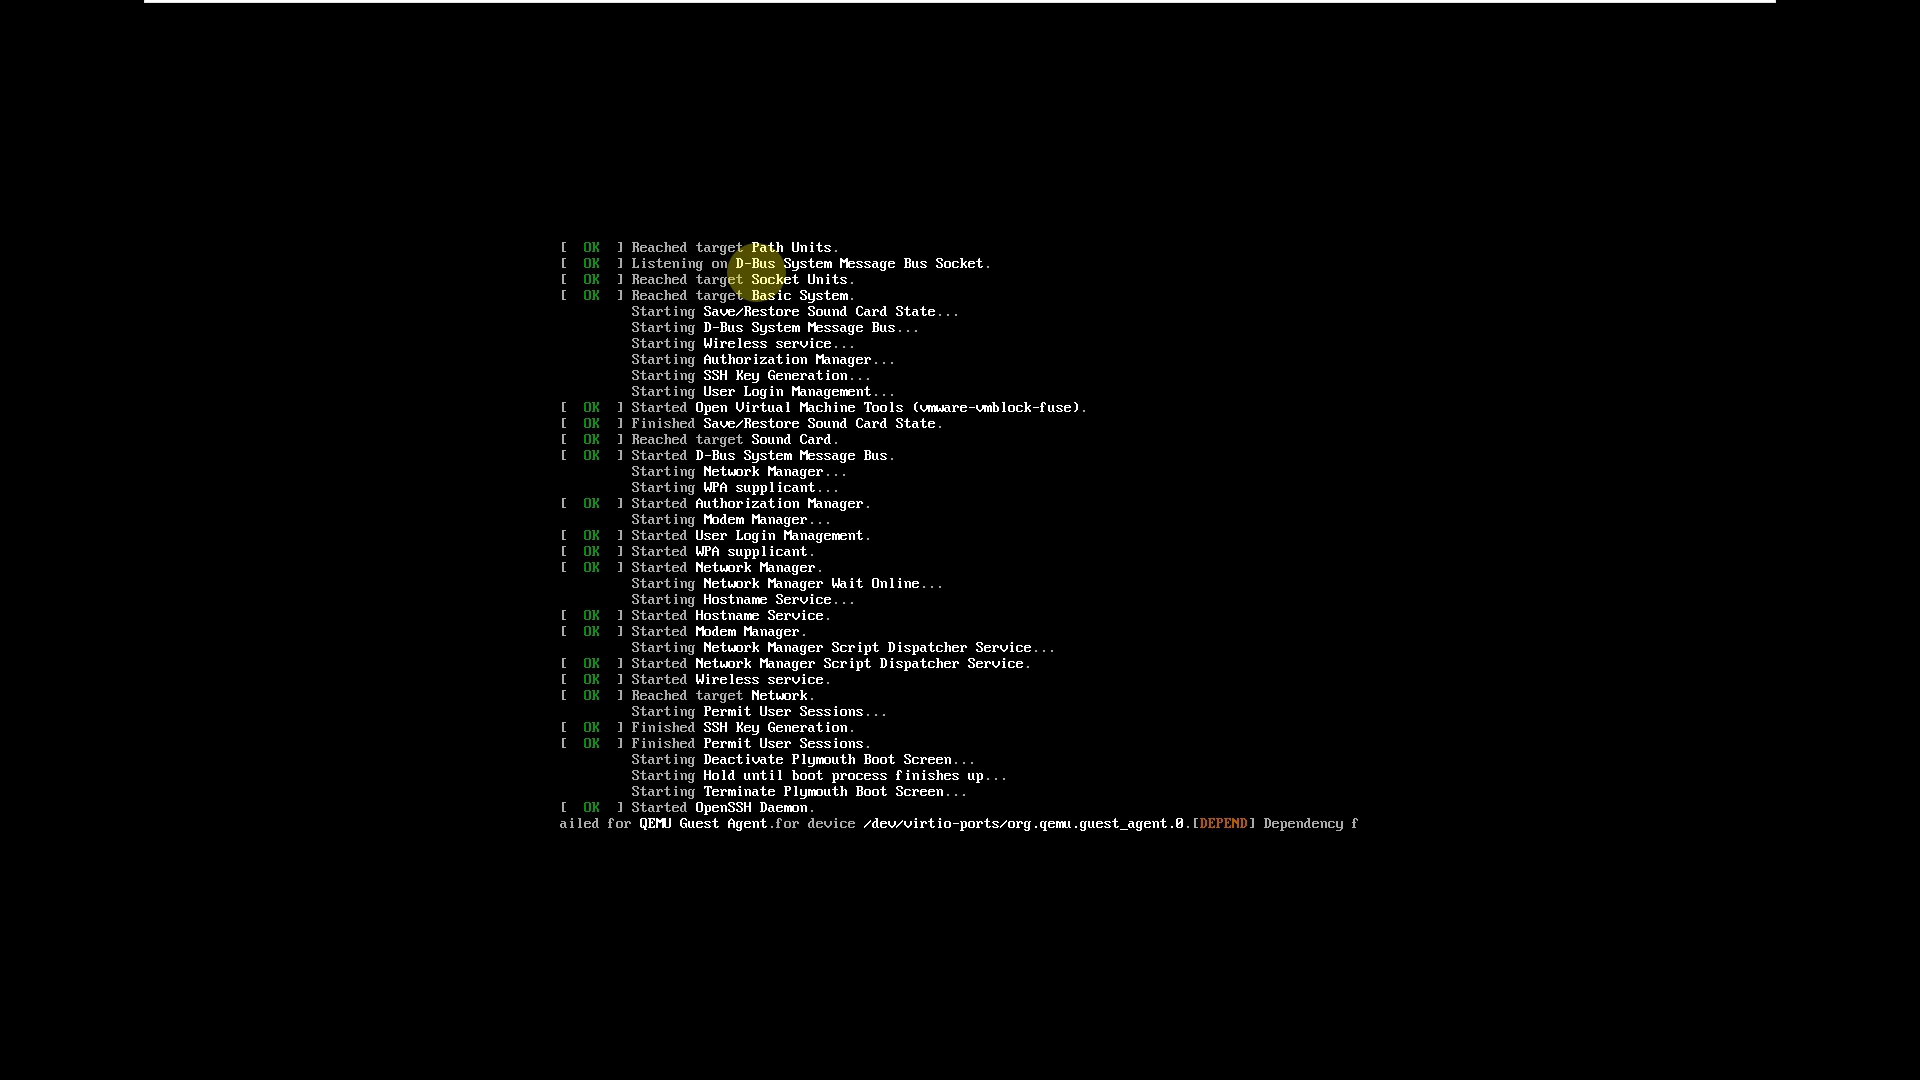 [  OK  ] Reached target Path Units.
[  OK  ] Listening on D-Bus System Message Bus Socket.
[  OK  ] Reached target Socket Units.
[  OK  ] Reached target Basic System.
Starting Save/Restore Sound Card State...
Starting D-Bus System Message Bus...
Starting Wireless service...
Starting Authorization Manager...
Starting SSH Key Generation...
Starting User Login Management...
[  OK  ] Started Open Virtual Machine Tools (vmware-vmblock-fuse).
[  OK  ] Finished Save/Restore Sound Card State.
[  OK  ] Reached target Sound Card.
[  OK  ] Started D-Bus System Message Bus.
Starting Network Manager...
Starting WPA supplicant...
[  OK  ] Started Authorization Manager.
Starting Modem Manager...
[  OK  ] Started User Login Management.
[  OK  ] Started WPA supplicant.
[  OK  ] Started Network Manager.
Starting Network Manager Wait Online...
Starting Hostname Service...
[  OK  ] Started Hostname Service.
[  OK  ] Started Modem Manager.
Starting Network Manager Script Dispatcher Service...
[  OK  ] Started Network Manager Script Dispatcher Service.
[  OK  ] Started Wireless service.
[  OK  ] Reached target Network.
Starting Permit User Sessions...
[  OK  ] Finished SSH Key Generation.
[  OK  ] Finished Permit User Sessions.
Starting Deactivate Plymouth Boot Screen...
Starting Hold until boot process finishes up...
Starting Terminate Plymouth Boot Screen...
[  OK  ] Started OpenSSH Daemon.
ailed for QEMU Guest Agent.for device /dev/virtio-ports/org.qemu.guest_agent.0.[DEPEND] Dependency f